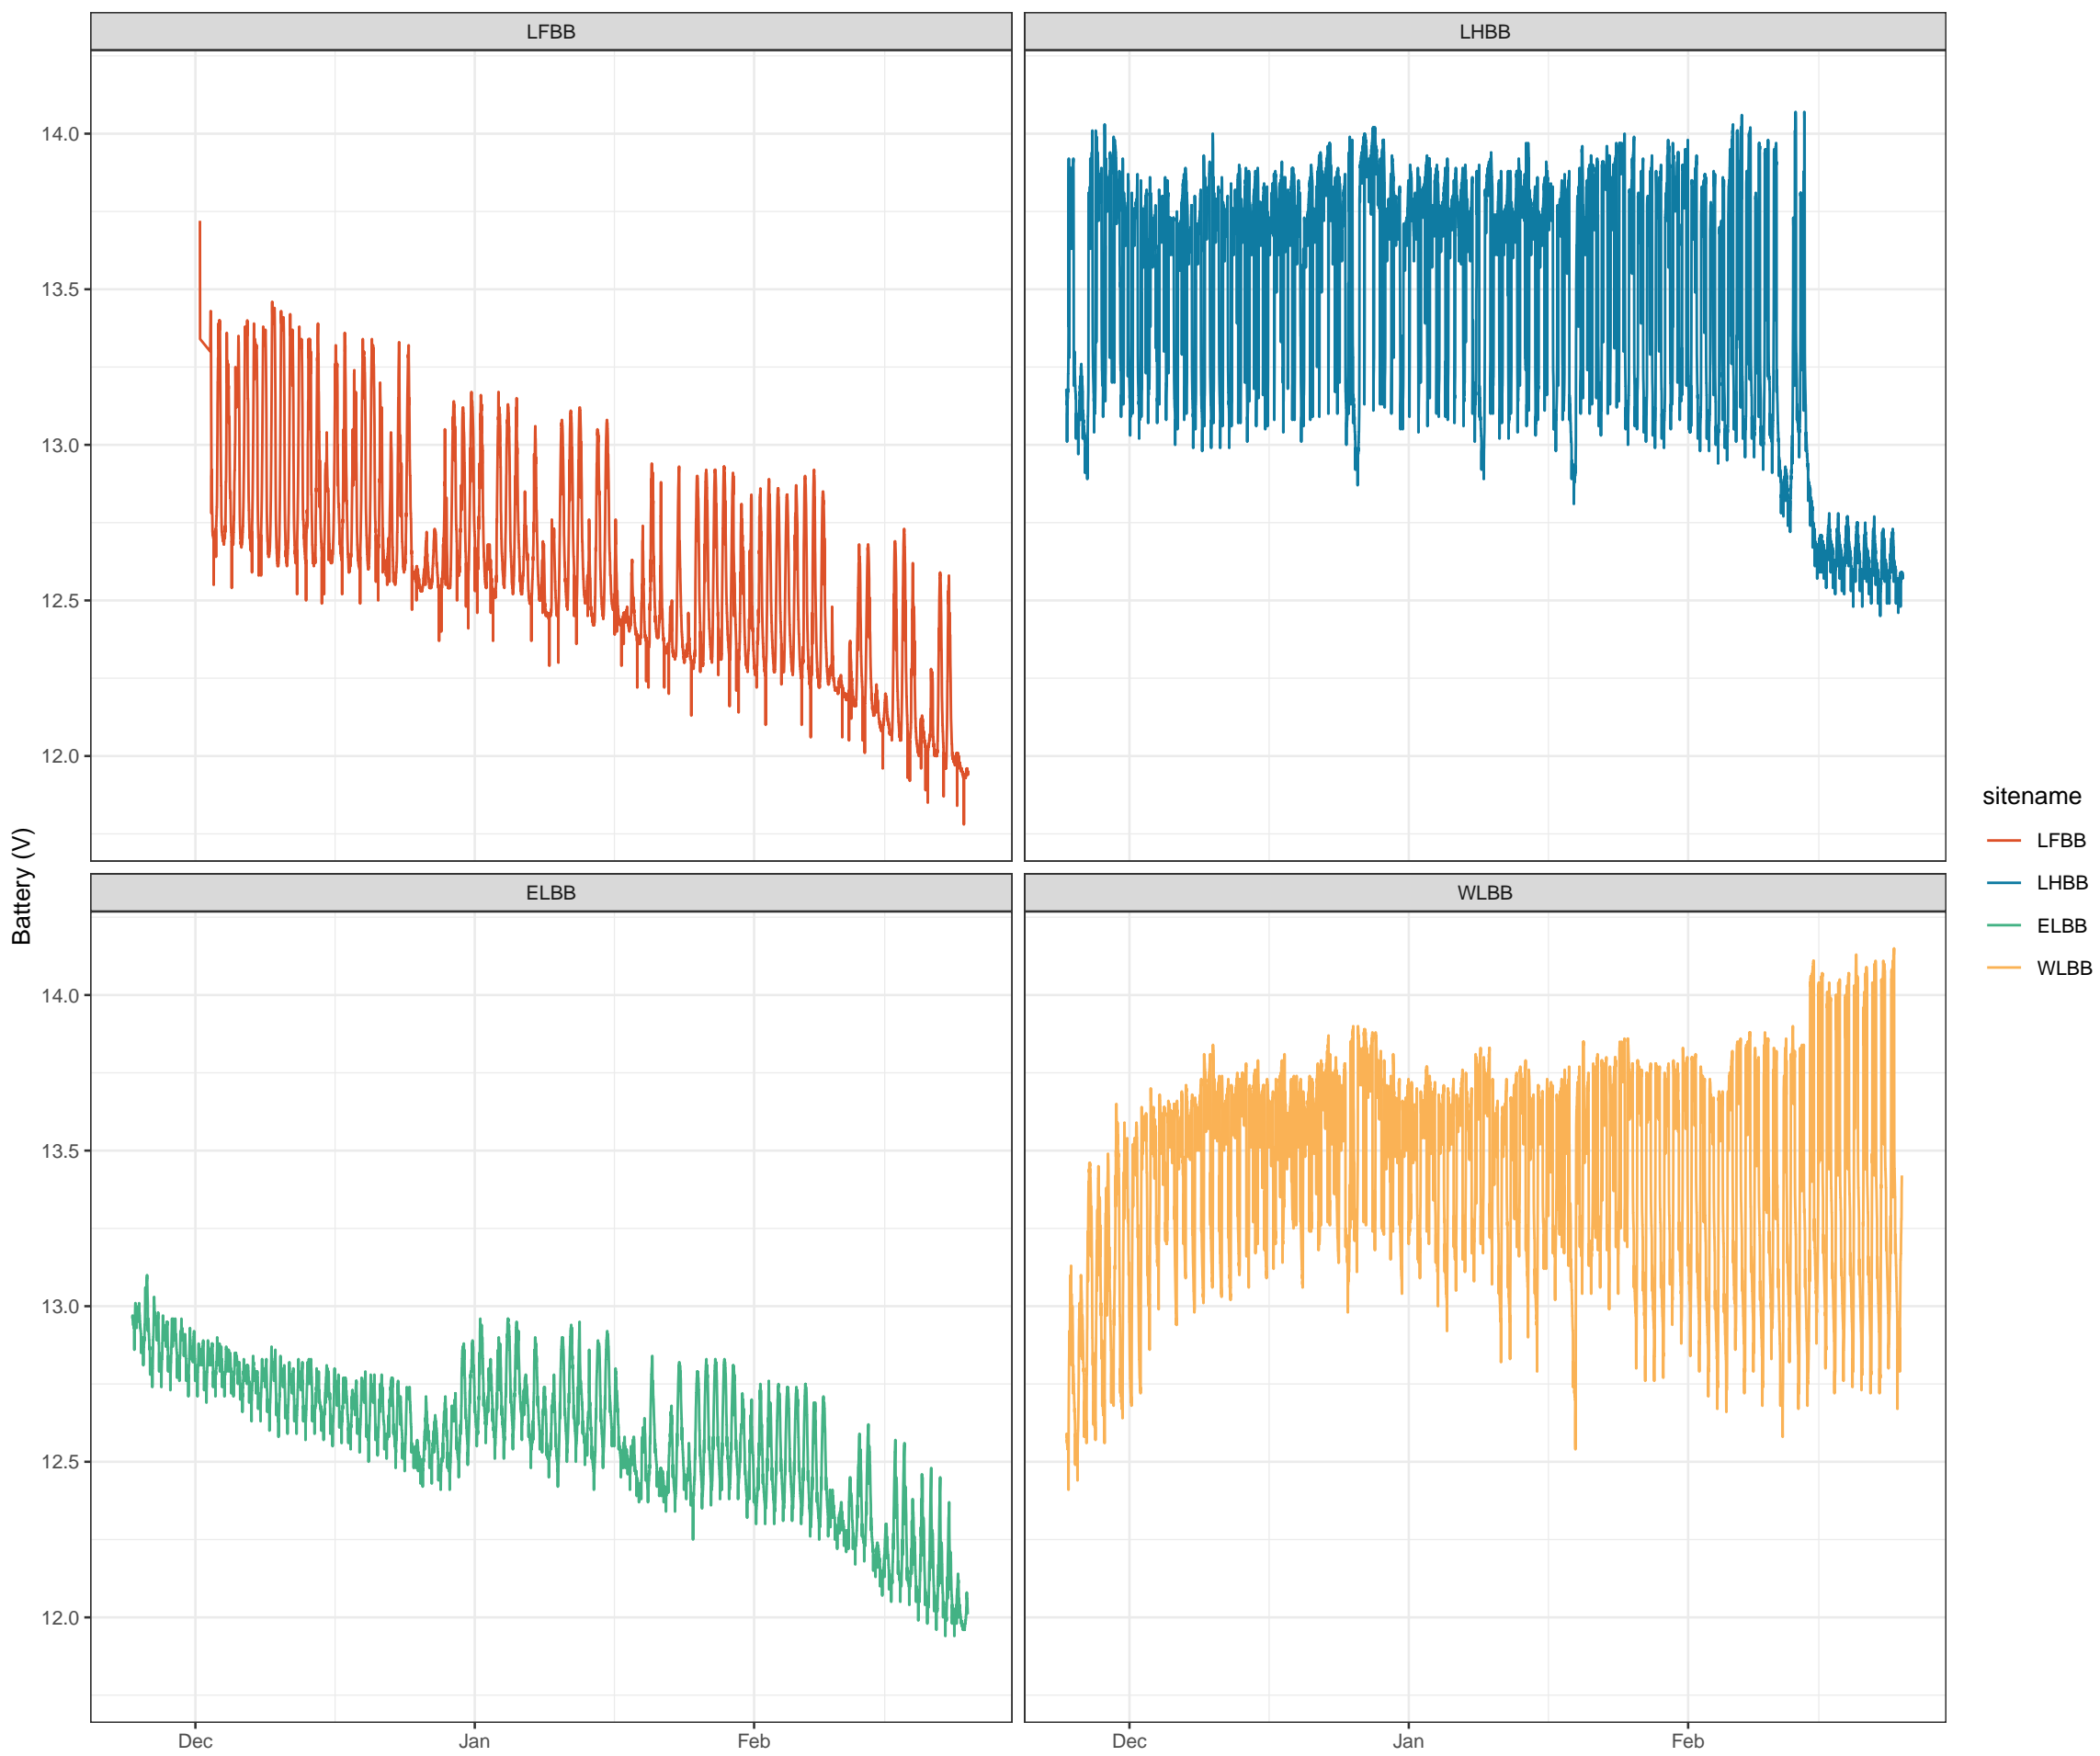 LFBB
LHBB
14.0
13.5
13.0
12.5
12.0
ELBB
WLBB
14.0
13.5
13.0
12.5
12.0
Dec
Jan
Feb
Dec
Jan
Feb
Battery (V)
sitename
LFBB
LHBB
ELBB
WLBB